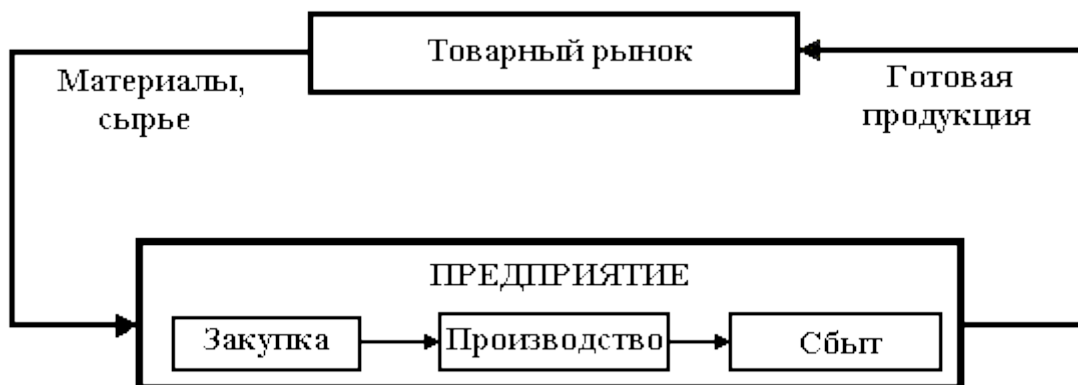 Товарный рынок
Материалы,
сырье
Готовая
продукция
ПРЕДПРИЯТИЕ
Закупка
Производство
Сбыт